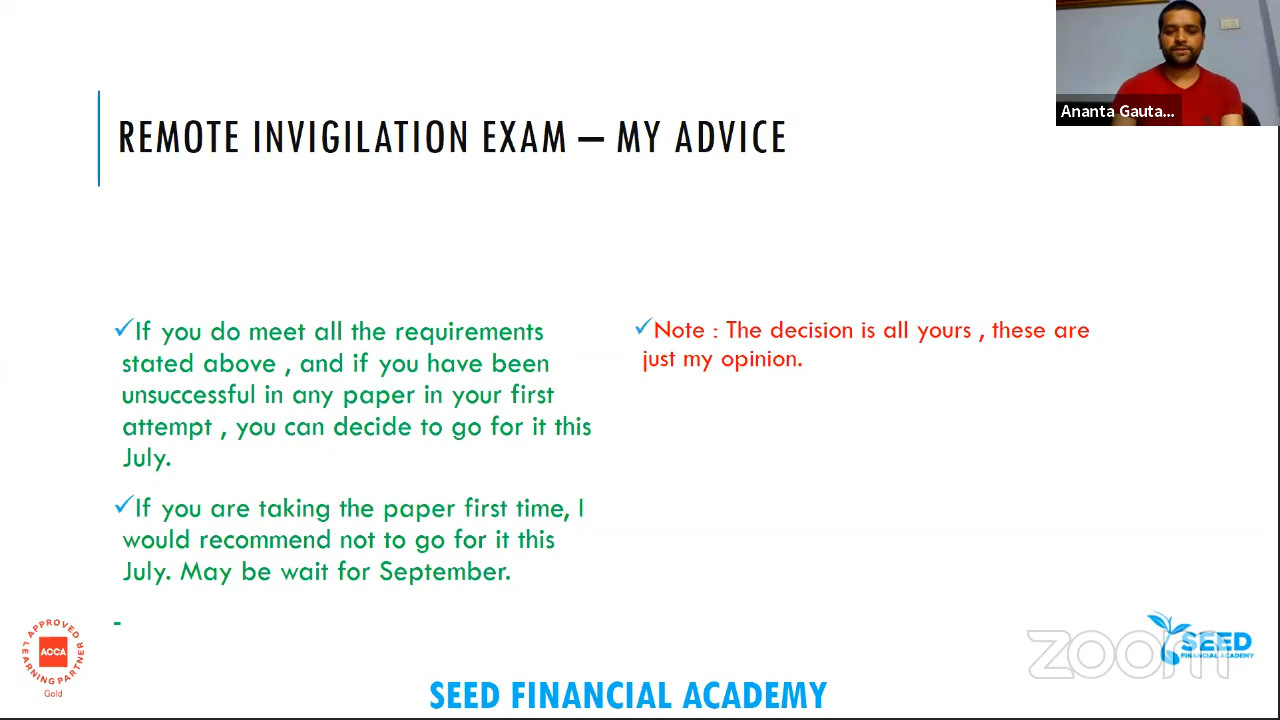 Ananta Gauta...
REMOTE INVIGILATION EXAM – MY ADVICE
If you do meet all the requirements
stated above , and if you have been
unsuccessful in any paper in your first
attempt , you can decide to go for it this
July.
If you are taking the paper first time, I
would recommend not to go for it this
July. May be wait for September.
-
Note : The decision is all yours , these are
just my opinion.
APPROVED
LEARNING PARTNER
ACCA
Gold
SEED
FINANCIAL ACADEMY
zoom
SEED FINANCIAL ACADEMY